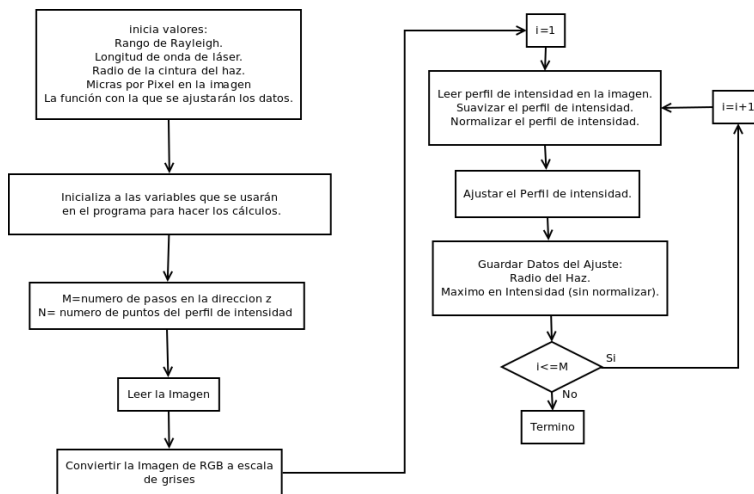 inicia valores:
Rango de Rayleigh.
Longitud de onda de láser.
Radio de la cintura del haz.
Micras por Pixel en la imagen
La función con la que se ajustarán los datos.
Inicializa a las variables que se usarán
en el programa para hacer los cálculos.
M=numero de pasos en la direccion z
N= numero de puntos del perfil de intensidad
Leer la Imagen
Conviertir la Imagen de RGB a escala
de grises
i=1
Leer perfil de intensidad en la imagen.
Suavizar el perfil de intensidad.
Normalizar el perfil de intensidad.
i=i+1
Ajustar el Perfil de intensidad.
Guardar Datos del Ajuste:
Radio del Haz.
Maximo en Intensidad (sin normalizar).
i<=M
Si
No
Termino